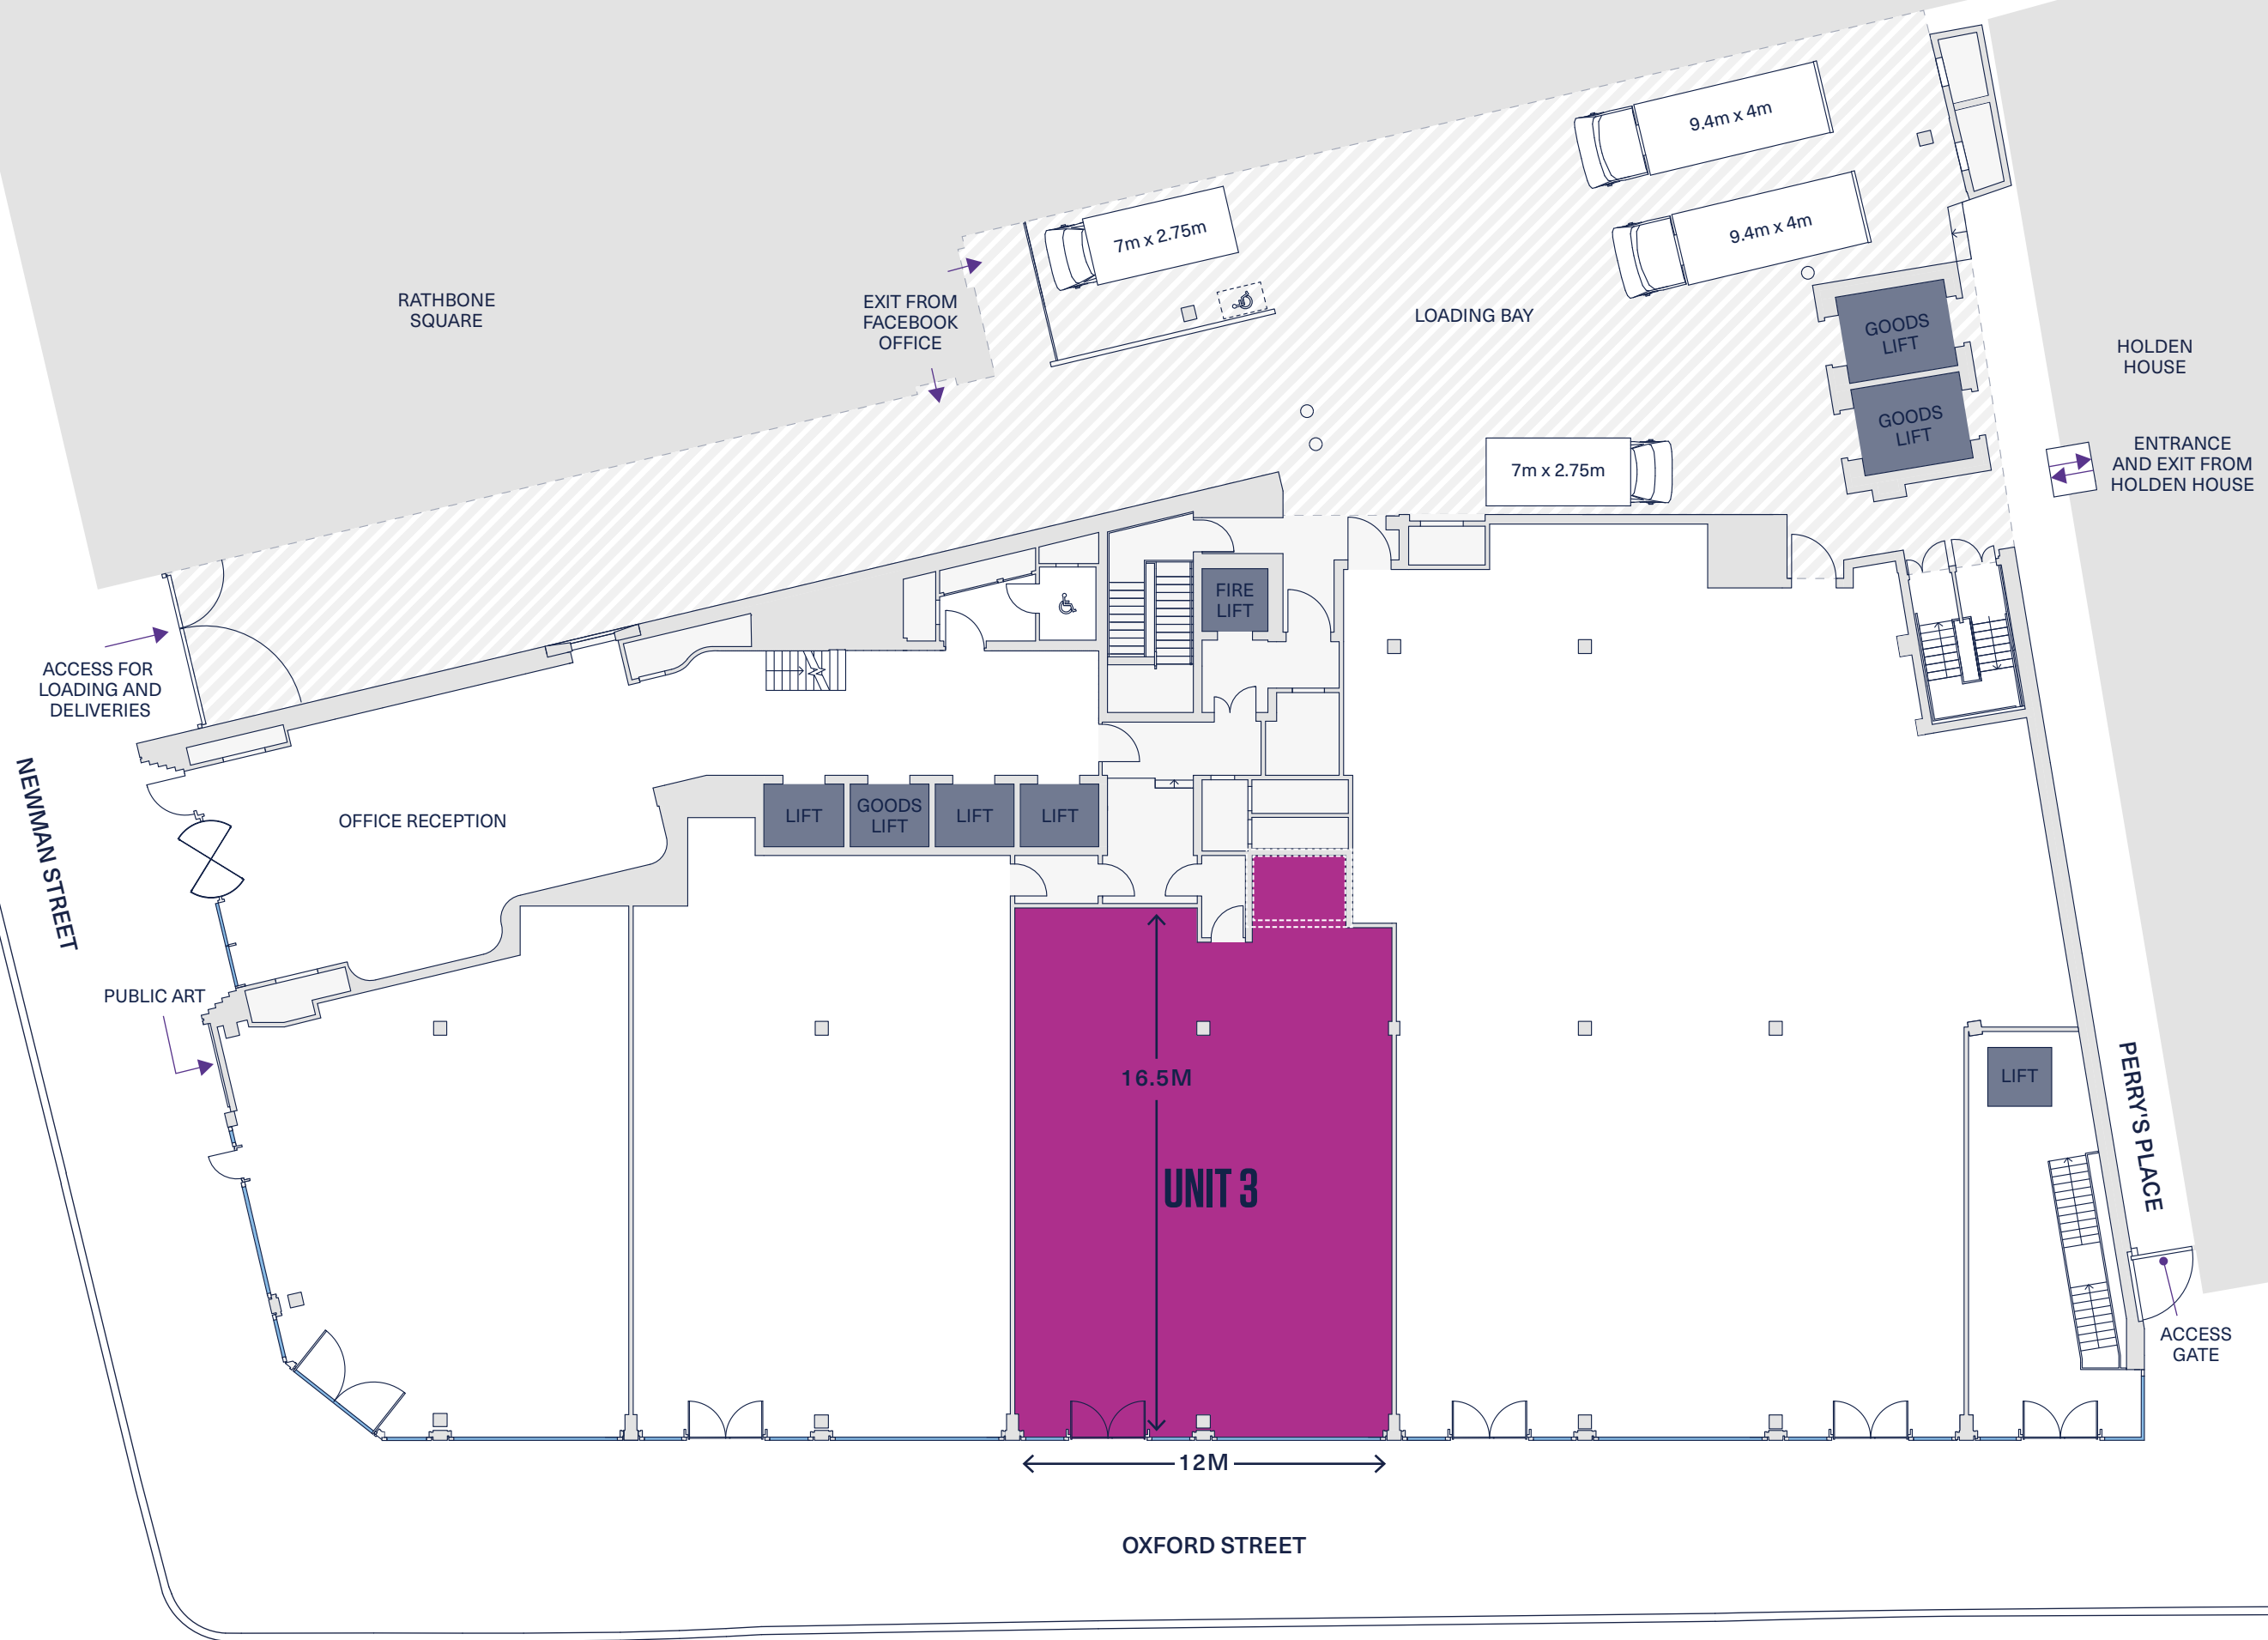 9.4m x 4m
9.4m x 4m
7m x 2.75m
RATHBONE
SQUARE
EXIT FROM
FACEBOOK
OFFICE
LOADING BAY
GOODS
LIFT
GOODS
LIFT
HOLDEN
HOUSE
ENTRANCE
AND EXIT FROM
HOLDEN HOUSE
7m x 2.75m
FIRE
LIFT
ACCESS FOR
LOADING AND
DELIVERIES
NEWMAN STREET
OFFICE RECEPTION
LIFT
GOODS
LIFT
LIFT
LIFT
PUBLIC ART
16.5M
LIFT
PERRY'S PLACE
UNIT 3
ACCESS
GATE
12M
OXFORD STREET